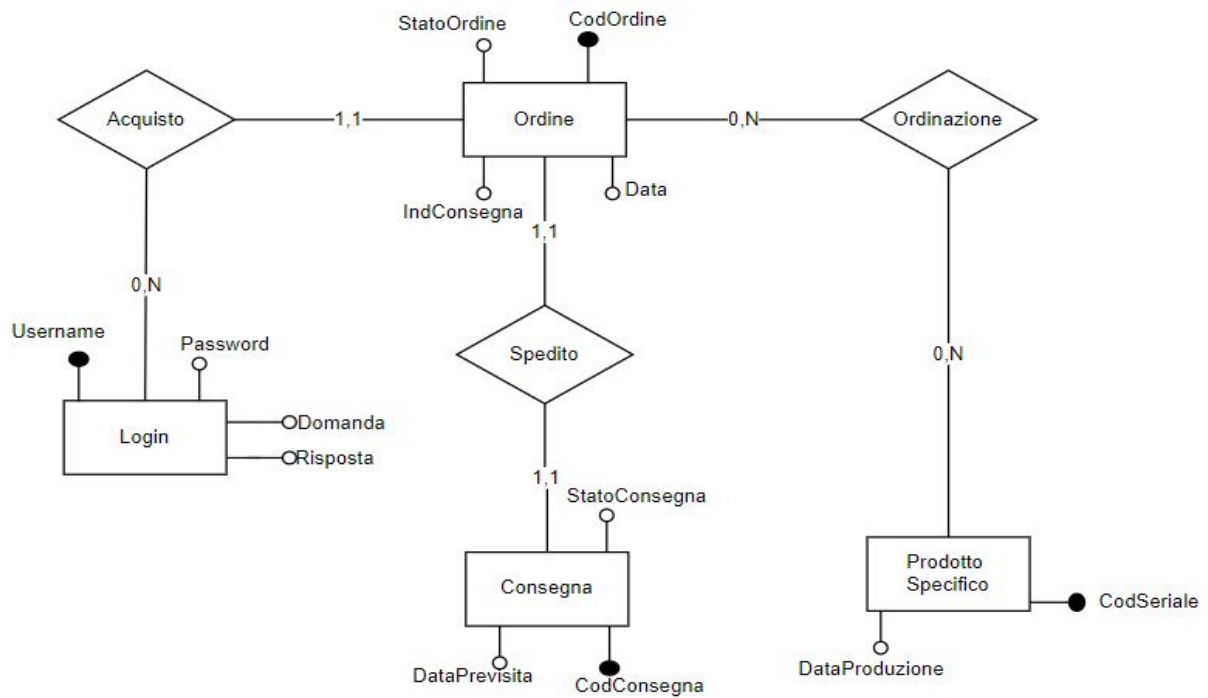 StatoOrdine
CodOrdine
Acquisto
1,1
Ordine
0,N
Ordinazione
IndConsegna
Data
1,1
0,N
Username
Password
Spedito
0,N
Login
Domanda
Risposta
1,1
StatoConsegna
Consegna
Prodotto
Specifico
CodSeriale
DataPrevisita
CodConsegna
DataProduzione